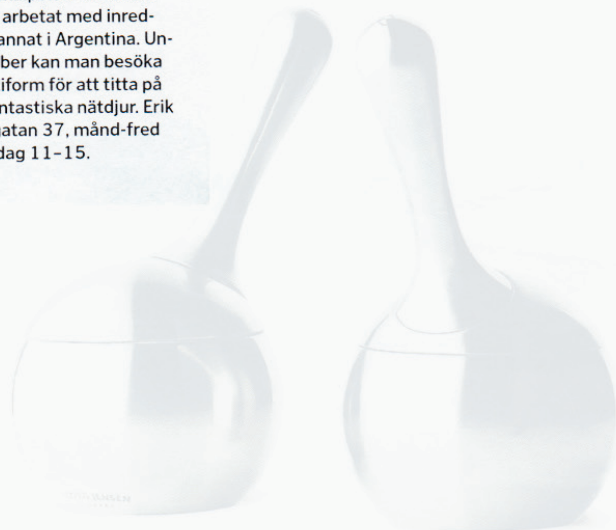 arbetat med inred-
annat i Argentina. Un-
ber kan man besöka
iform för att titta på
ntastiska nätdjur. Erik
gatan 37, månd-fred
dag 11–15.